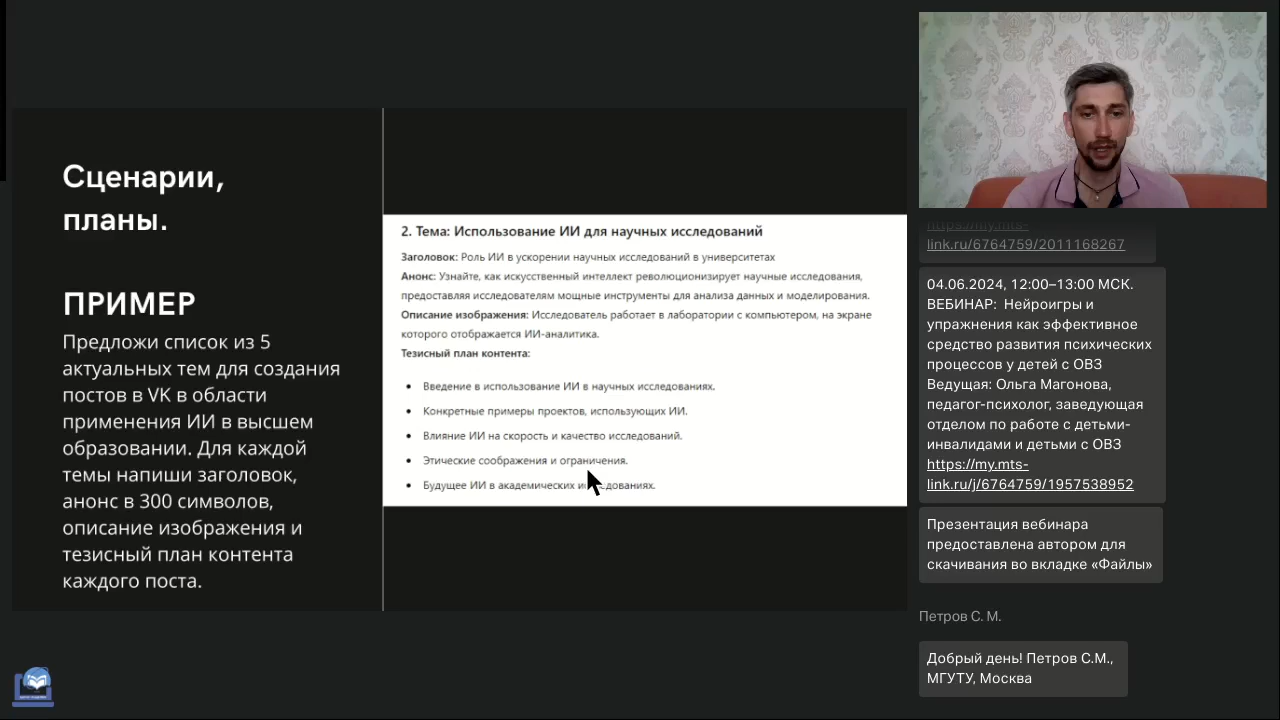 Сценарии,
планы.
ПРИМЕР
Предложи список из 5
актуальных тем для создания
постов в VK в области
применения ИИ в высшем
образовании. Для каждой
темы напиши заголовок,
анонс в 300 символов,
описание изображения и
тезисный план контента
каждого поста.
2. Тема: Использование ИИ для научных исследований
Заголовок: Роль ИИ в ускорении научных исследований в университетах
Анонс: Узнайте, как искусственный интеллект революционизирует научные исследования,
предоставляя исследователям мощные инструменты для анализа данных и моделирования.
Описание изображения: Исследователь работает в лаборатории с компьютером, на экране
которого отображается ИИ-аналитика.
Тезисный план контента:
• Введение в использование ИИ в научных исследованиях.
• Конкретные примеры проектов, использующих ИИ.
• Влияние ИИ на скорость и качество исследований.
• Этические соображения и ограничения.
• Будущее ИИ в академических исследованиях.
https://my.mts-
link.ru/6764759/2011168267
04.06.2024, 12:00–13:00 МСК.
ВЕБИНАР: Нейроигры и
упражнения как эффективное
средство развития психических
процессов у детей с ОВЗ
Ведущая: Ольга Магонова,
педагог-психолог, заведующая
отделом по работе с детьми-
инвалидами и детьми с ОВЗ
https://my.mts-
link.ru/j/6764759/1957538952
Презентация вебинара
предоставлена автором для
скачивания во вкладке «Файлы»
Петров С. М.
Добрый день! Петров С.М.,
МГУТУ, Москва